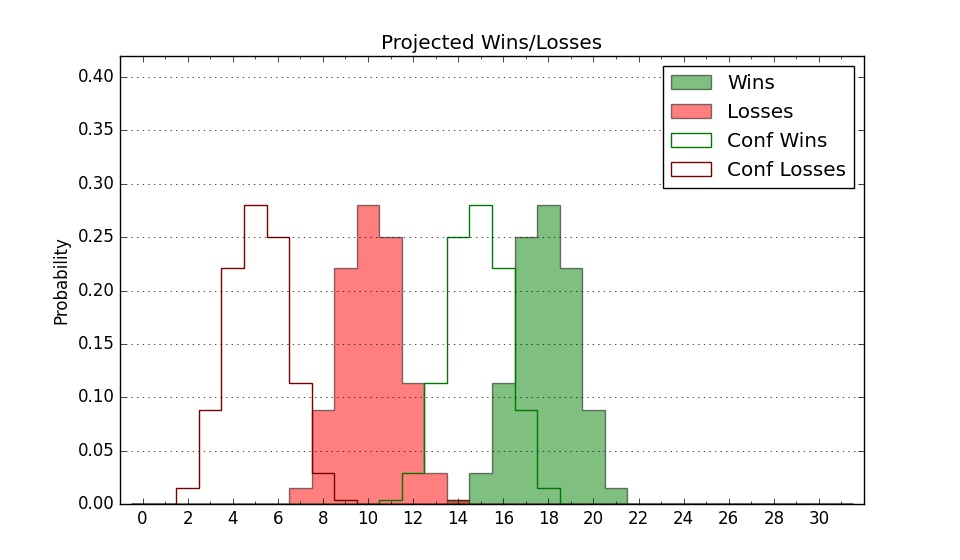 Projected Wins/Losses
0.40
0.35
0.30
0.25
0.20
0.15
0.10
0.05
0.00
Probability
Wins
Losses
Conf Wins
Conf Losses
0 2 4 6 8 10 12 14 16 18 20 22 24 26 28 30